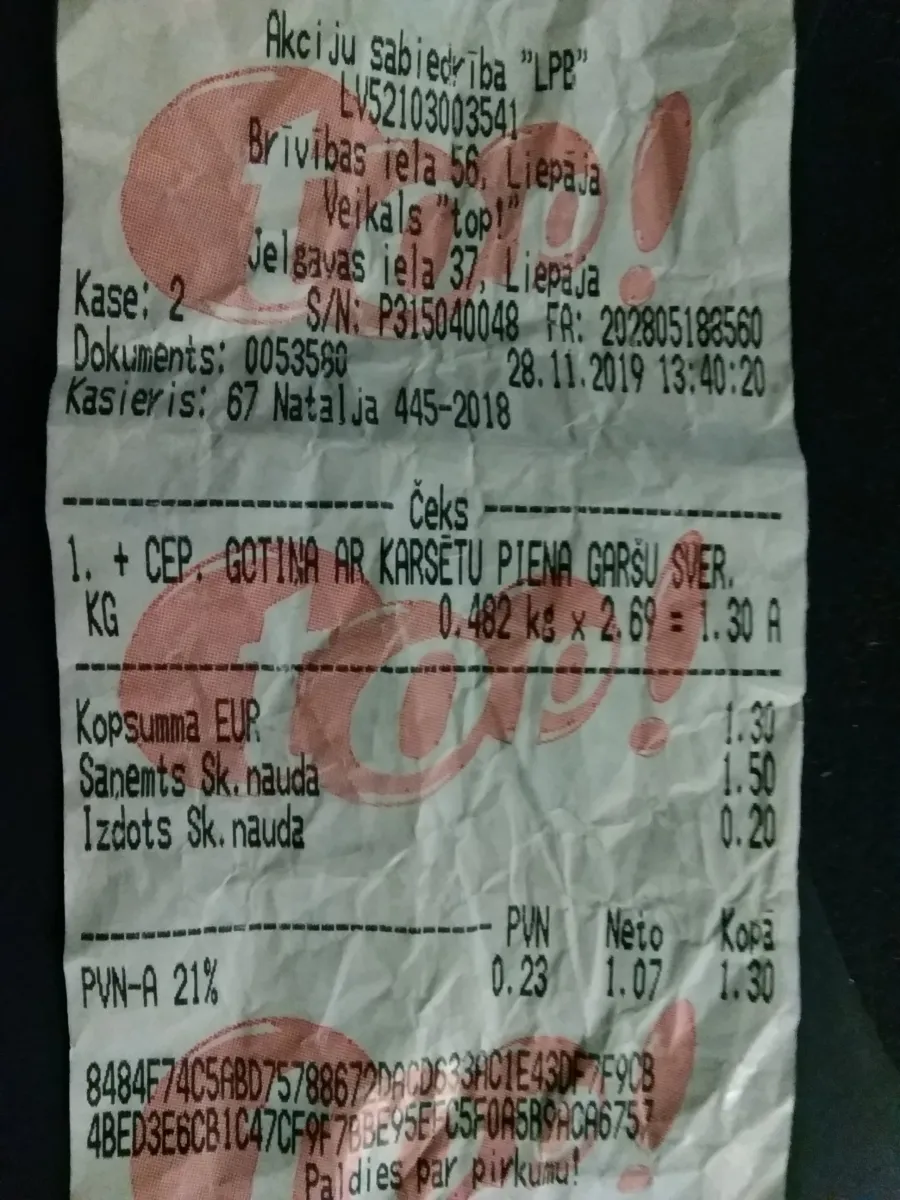 Akciju sabiedrība "LPB"
LV52103003541
Brīvības iela 56, Liepāja
Veikals "top!"
Jelgavas iela 37, Liepāja
Kase: 2 S/N: P315040048 FA: 202805183560
Dokuments: 0053560 28.11.2019 13:40:20
Kasieris: 67 Natalja 445-2018
Čeks
1. + CEP. GOTIŅA AR KARSĒTU PIENA GARŠU SVER.
KG 0.482 kg x 2.69 = 1.30 A
Kopsumma EUR 1.30
Saņemts Sk.nauda 1.50
Izdots Sk.nauda 0.20
PVN Neto Kopā
PVN-A 21% 0.23 1.07 1.30
8484F74C5ABD75788672DACD633AC1E43DF7F9CB
4BED3E6CB1C47CF9F7BBE95EFC5F0A5B9ACA6757
Paldies par pirkumu!
top!
top!